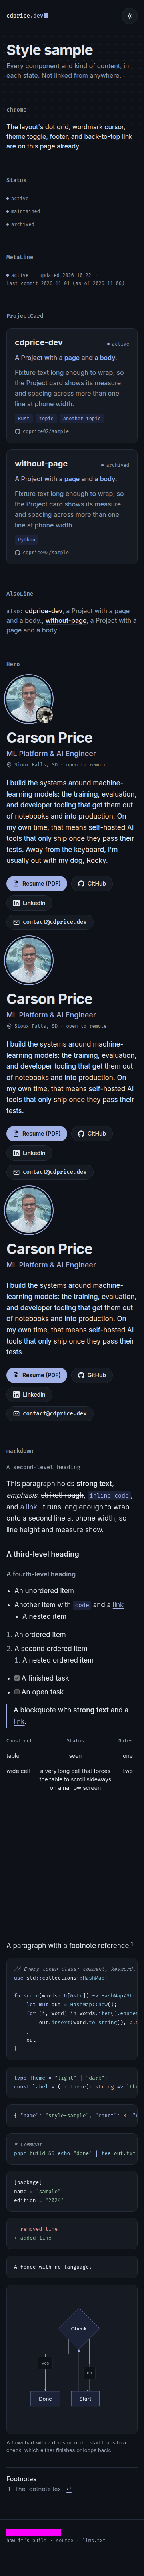 cdprice.dev
Style sample
Every component and kind of content, in
each state. Not linked from anywhere.
chrome
The layout's dot grid, wordmark cursor,
theme toggle, footer, and back-to-top link
are on this page already.
Status
active
maintained
archived
MetaLine
active updated 2026-10-22
last commit 2026-11-01 (as of 2026-11-06)
ProjectCard
cdprice-dev
active
A Project with a page and a body.
Fixture text long enough to wrap, so
the Project card shows its measure
and spacing across more than one
line at phone width.
Rust topic another-topic
cdprice02/sample
without-page
archived
A Project with a page and a body.
Fixture text long enough to wrap, so
the Project card shows its measure
and spacing across more than one
line at phone width.
Python
cdprice02/sample
AlsoLine
also: cdprice-dev, a Project with a page
and a body.; without-page, a Project with a
page and a body.
Hero
Carson Price
ML Platform & AI Engineer
Sioux Falls, SD · open to remote
I build the systems around machine-
learning models: the training, evaluation,
and developer tooling that get them out
of notebooks and into production. On
my own time, that means self-hosted AI
tools that only ship once they pass their
tests. Away from the keyboard, I'm
usually out with my dog, Rocky.
Resume (PDF) GitHub
LinkedIn
contact@cdprice.dev
Carson Price
ML Platform & AI Engineer
Sioux Falls, SD · open to remote
I build the systems around machine-
learning models: the training, evaluation,
and developer tooling that get them out
of notebooks and into production. On
my own time, that means self-hosted AI
tools that only ship once they pass their
tests.
Resume (PDF) GitHub
LinkedIn
contact@cdprice.dev
Carson Price
ML Platform & AI Engineer
I build the systems around machine-
learning models: the training, evaluation,
and developer tooling that get them out
of notebooks and into production. On
my own time, that means self-hosted AI
tools that only ship once they pass their
tests.
Resume (PDF) GitHub
LinkedIn
contact@cdprice.dev
markdown
A second-level heading
This paragraph holds strong text,
emphasis, strikethrough, inline code,
and a link. It runs long enough to wrap
onto a second line at phone width, so
line height and measure show.
A third-level heading
A fourth-level heading
An unordered item
Another item with code and a link
A nested item
1. An ordered item
2. A second ordered item
1. A nested ordered item
A finished task
An open task
A blockquote with strong text and a
link.
Construct Status Notes
table seen one
wide cell a very long cell that forces two
the table to scroll sideways
on a narrow screen
A paragraph with a footnote reference.1
// Every token class: comment, keyword,
use std::collections::HashMap;
fn score(words: &[&str]) -> HashMap<Str
let mut out = HashMap::new();
for (i, word) in words.iter().enume
out.insert(word.to_string(), 0.
}
out
}
type Theme = "light" | "dark";
const label = (t: Theme): string => `the
{ "name": "style-sample", "count": 3, "
# Comment
pnpm build && echo "done" | tee out.txt
[package]
name = "sample"
edition = "2024"
- removed line
+ added line
A fence with no language.
Check
yes
no
Done
Start
A flowchart with a decision node: start leads to a
check, which either finishes or loops back.
Footnotes
1. The footnote text. ↩
how it's built · source · llms.txt